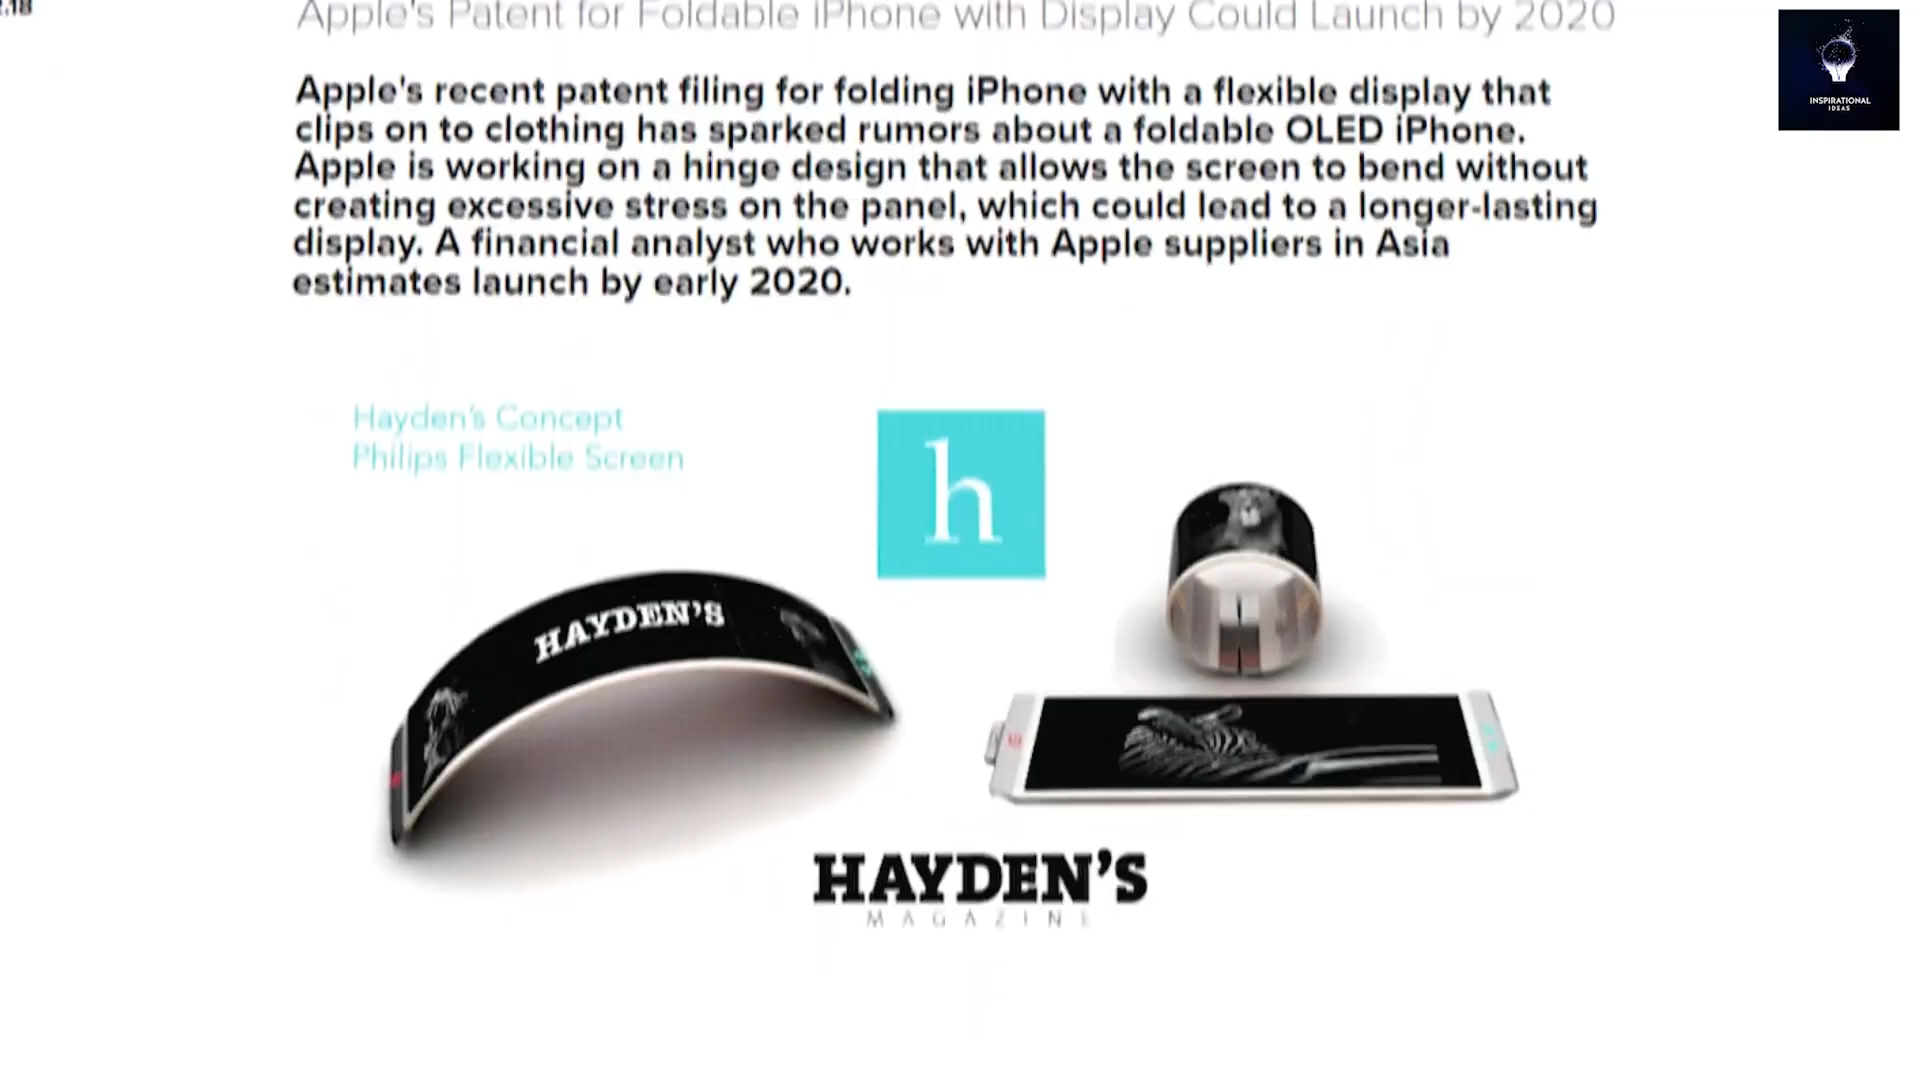 .18
Apple's Patent for Foldable iPhone with Display Could Launch by 2020
INSPIRATIONAL
IDEAS
Apple's recent patent filing for folding iPhone with a flexible display that
clips on to clothing has sparked rumors about a foldable OLED iPhone.
Apple is working on a hinge design that allows the screen to bend without
creating excessive stress on the panel, which could lead to a longer-lasting
display. A financial analyst who works with Apple suppliers in Asia
estimates launch by early 2020.
Hayden's Concept
Philips Flexible Screen
h
HAYDEN'S
HAYDEN'S
MAGAZINE